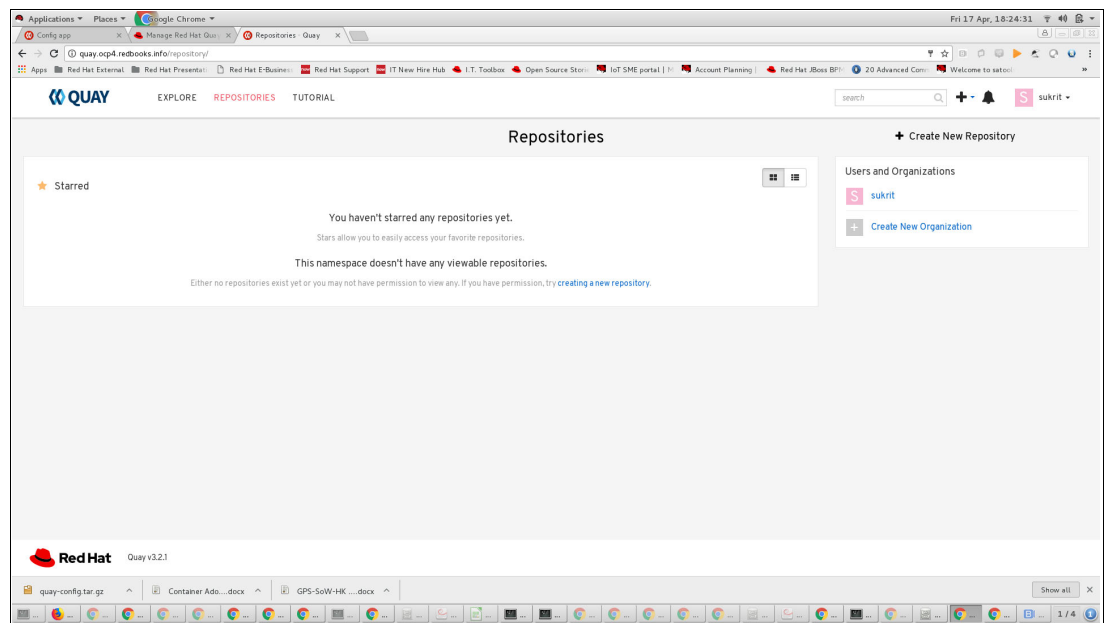 Applications Places Google Chrome Fri 17 Apr, 18:24:31
Config app Manage Red Hat Quay Repositories · Quay
quay.ocp4.redbooks.info/repository/
Apps Red Hat External Red Hat Presentati Red Hat E-Business Red Hat Support IT New Hire Hub I.T. Toolbox Open Source Storie IoT SME portal | M Account Planning | Red Hat JBoss BPM 20 Advanced Com Welcome to satool »
QUAY EXPLORE REPOSITORIES TUTORIAL search S sukrit
Repositories
Create New Repository
Starred
You haven't starred any repositories yet.
Stars allow you to easily access your favorite repositories.
This namespace doesn't have any viewable repositories.
Either no repositories exist yet or you may not have permission to view any. If you have permission, try creating a new repository.
Users and Organizations
S sukrit
Create New Organization
Red Hat Quay v3.2.1
quay-config.tar.gz Container Ado....docx GPS-SoW-HK ....docx Show all
1 / 4